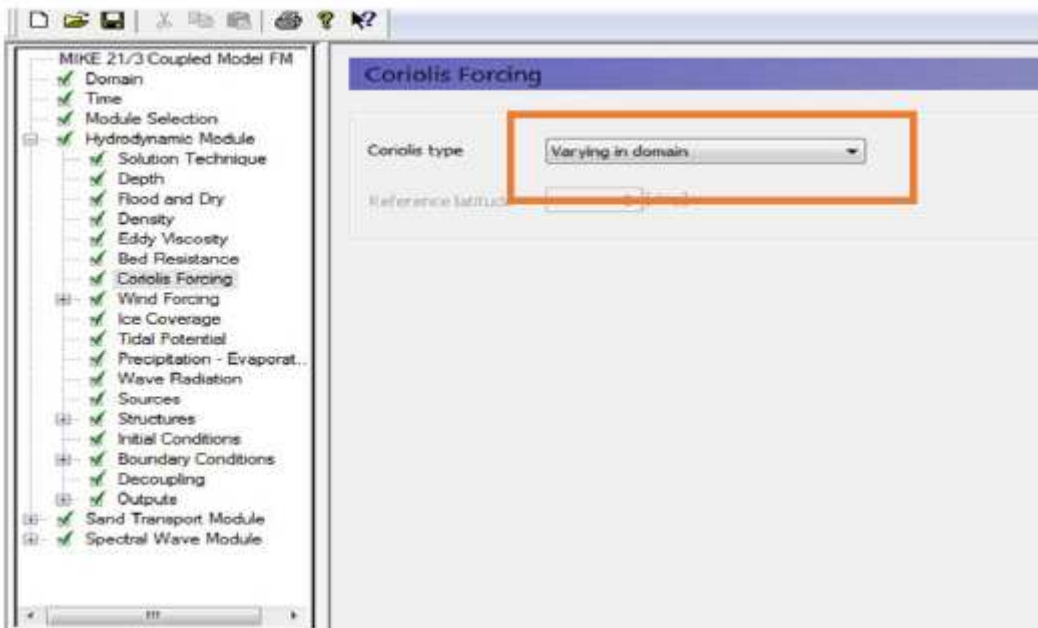 MIKE 21/3 Coupled Model FM
Domain
Time
Module Selection
Hydrodynamic Module
Solution Technique
Depth
Flood and Dry
Density
Eddy Viscosity
Bed Resistance
Coriolis Forcing
Wind Forcing
Ice Coverage
Tidal Potential
Precipitation - Evaporat..
Wave Radiation
Sources
Structures
Initial Conditions
Boundary Conditions
Decoupling
Outputs
Sand Transport Module
Spectral Wave Module
Coriolis Forcing
Coriolis type
Varying in domain
Reference latitude